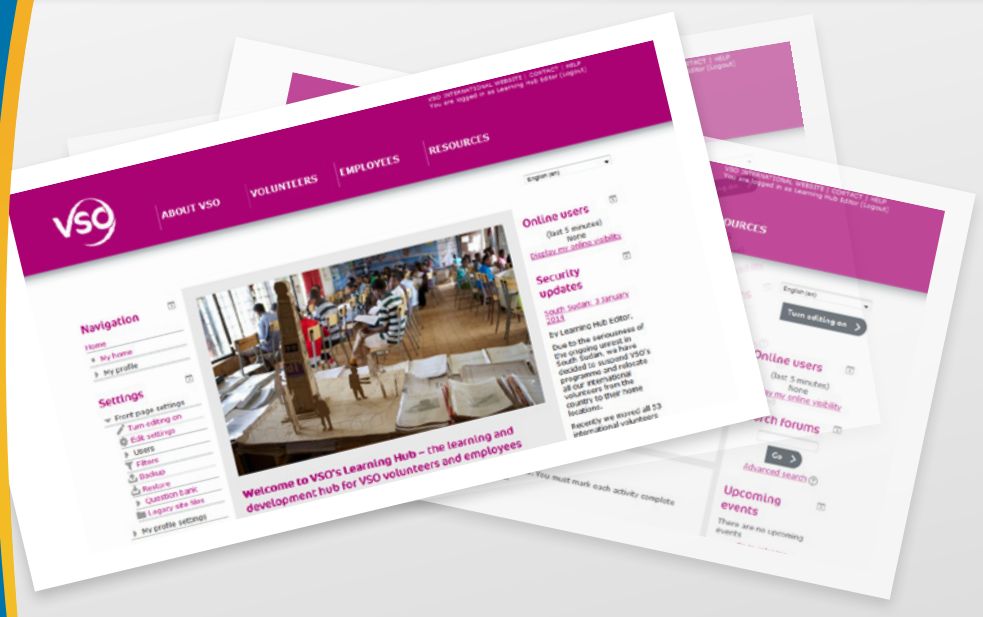 VSO INTERNATIONAL WEBSITE | CONTACT | HELP
You are logged in as Learning Hub Editor (Logout)
VSO
ABOUT VSO
VOLUNTEERS
EMPLOYEES
RESOURCES
English (en)
Navigation
Home
My home
My profile
Settings
Front page settings
Turn editing on
Edit settings
Users
Filters
Backup
Restore
Question bank
Legacy site files
My profile settings
Welcome to VSO's Learning Hub – the learning and
development hub for VSO volunteers and employees
Online users
(last 5 minutes)
None
Display my online visibility
Security
updates
South Sudan: 3 January
2014
by Learning Hub Editor,
Due to the seriousness of
the ongoing unrest in
South Sudan, we have
decided to suspend VSO's
programme and relocate
all our international
volunteers from the
country to their home
locations.
Recently we moved all 53
international volunteers
TACT | HELP
Editor (Logout)
VSO INTERNATIONAL WEBSITE | CONTACT | HELP
You are logged in as Learning Hub Editor (Logout)
OURCES
English (en)
Turn editing on
Online users
(last 5 minutes)
None
ay my online visibility
rch forums
Go
Advanced search
Upcoming
events
There are no upcoming
events
. You must mark each activity complete